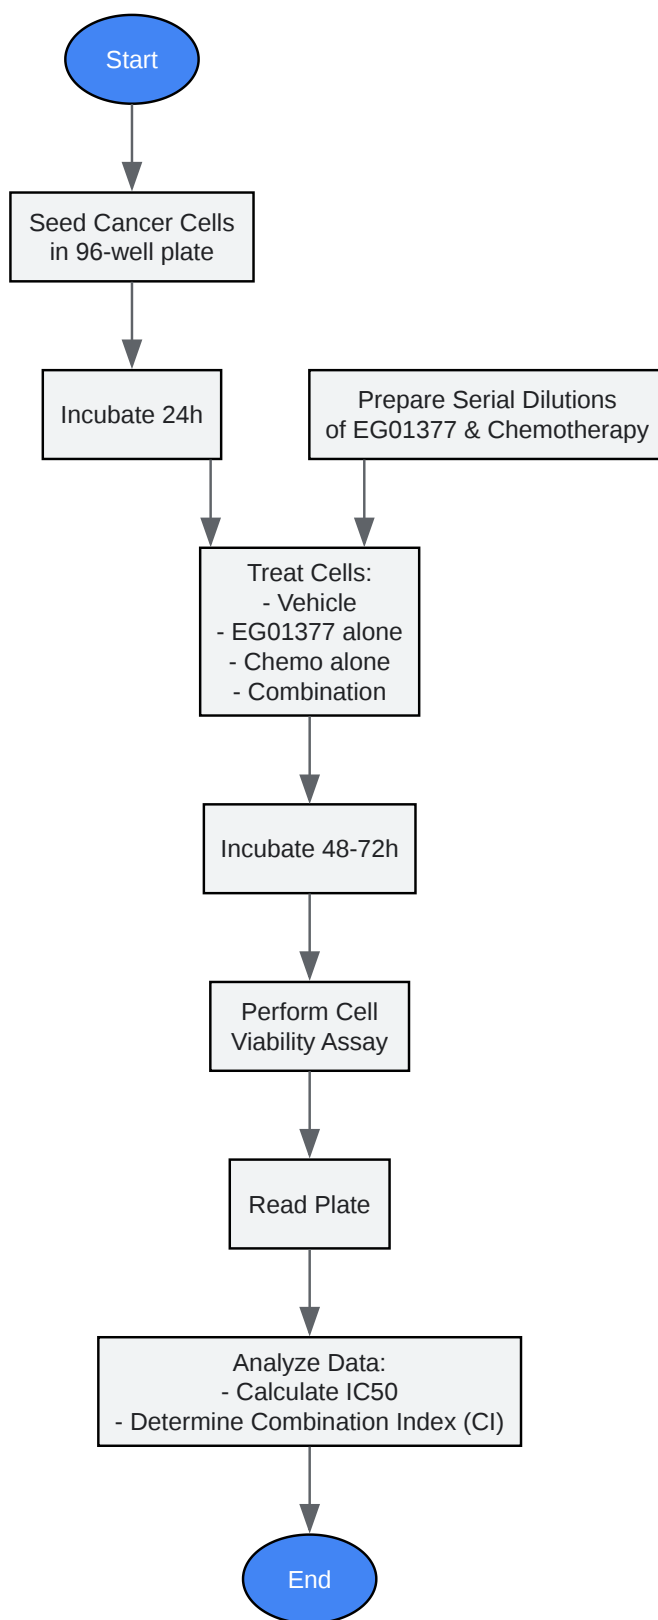 Start
Seed Cancer Cells
in 96-well plate
Incubate 24h
Prepare Serial Dilutions
of EG01377 & Chemotherapy
Treat Cells:
- Vehicle
- EG01377 alone
- Chemo alone
- Combination
Incubate 48-72h
Perform Cell
Viability Assay
Read Plate
Analyze Data:
- Calculate IC50
- Determine Combination Index (CI)
End